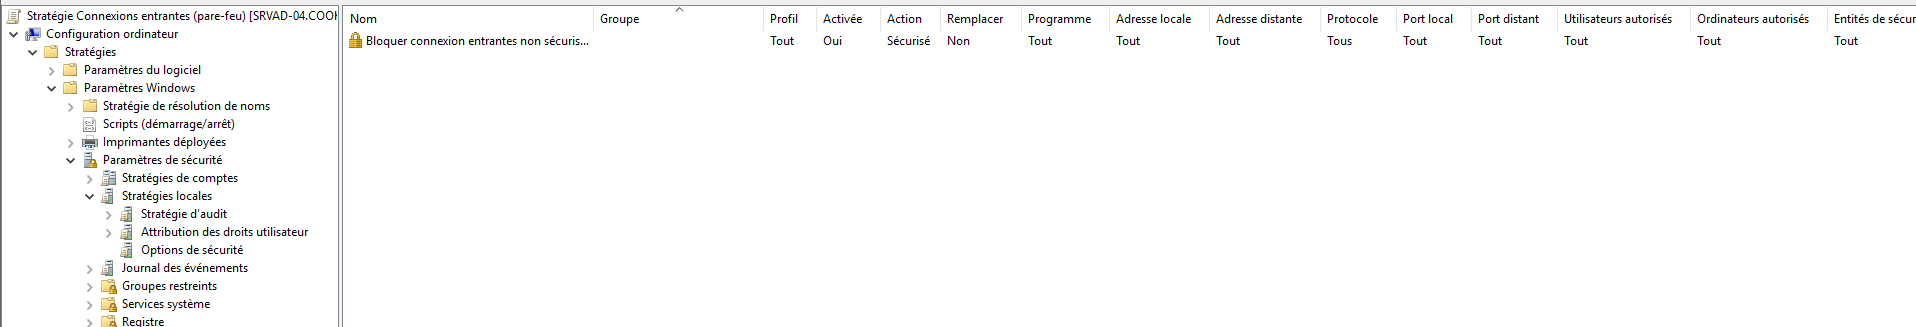 Stratégie Connexions entrantes (pare-feu) [SRVAD-04.COOK
Configuration ordinateur
Stratégies
Paramètres du logiciel
Paramètres Windows
Stratégie de résolution de noms
Scripts (démarrage/arrêt)
Imprimantes déployées
Paramètres de sécurité
Stratégies de comptes
Stratégies locales
Stratégie d'audit
Attribution des droits utilisateur
Options de sécurité
Journal des événements
Groupes restreints
Services système
Registre
Nom Groupe Profil Activée Action Remplacer Programme Adresse locale Adresse distante Protocole Port local Port distant Utilisateurs autorisés Ordinateurs autorisés Entités de sécur
Bloquer connexion entrantes non sécuris... Tout Oui Sécurisé Non Tout Tout Tout Tous Tout Tout Tout Tout Tout